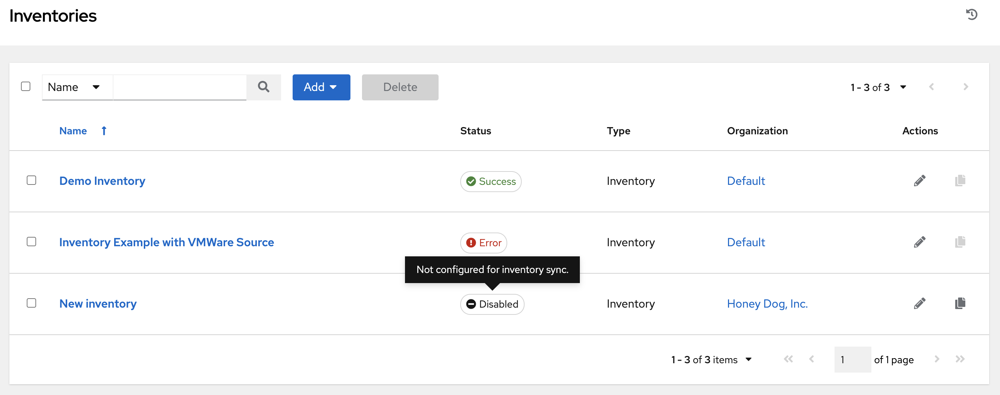 Inventories
Name Add Delete 1 - 3 of 3
Name Status Type Organization Actions
Demo Inventory Success Inventory Default
Inventory Example with VMWare Source Error Inventory Default
Not configured for inventory sync.
New inventory Disabled Inventory Honey Dog, Inc.
1 - 3 of 3 items 1 of 1 page